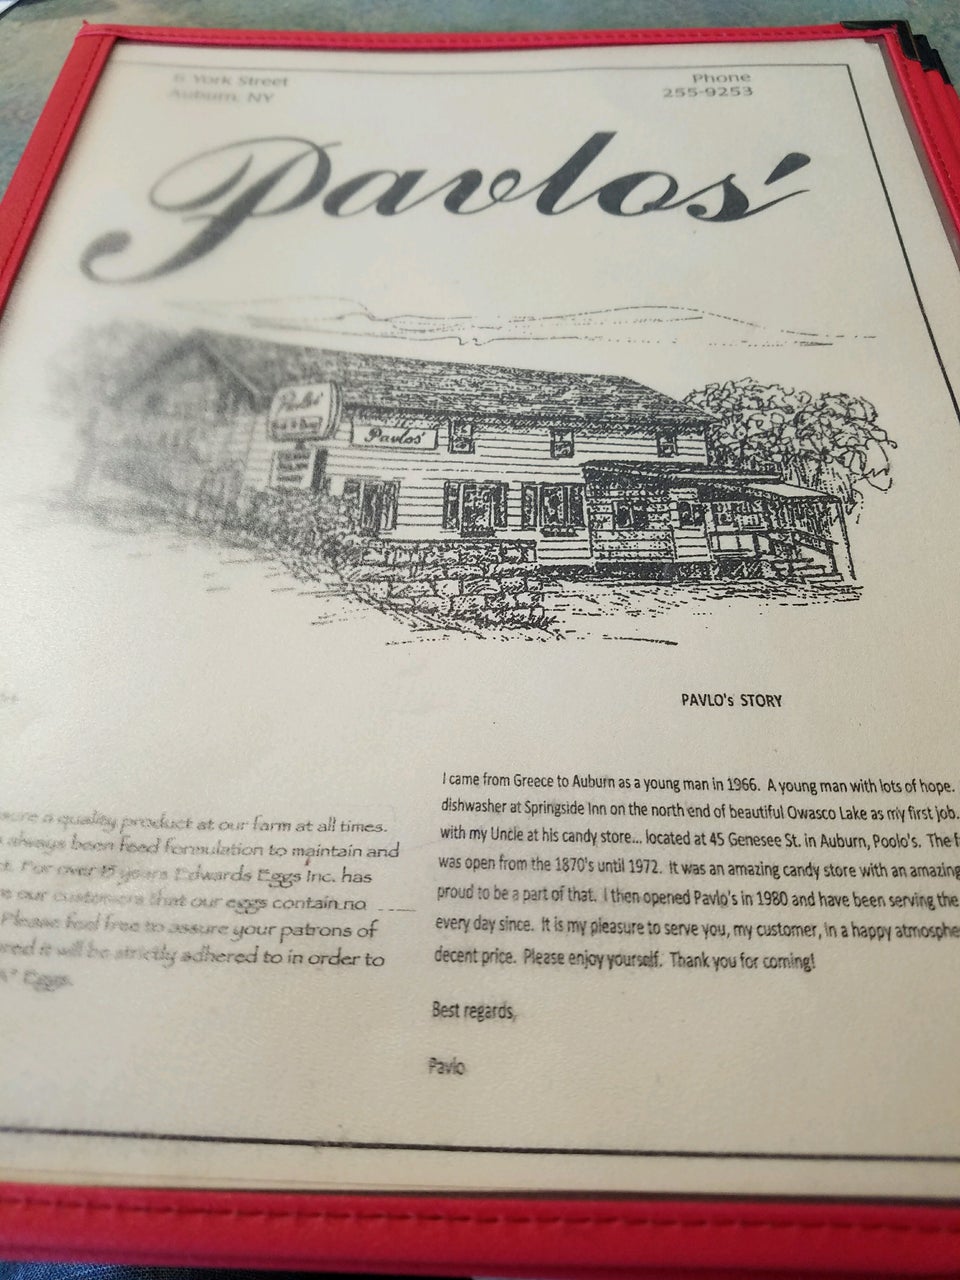 6 York Street
Auburn, NY
Phone
255-9253
Pavlos'
Pavlos'
Pavlos'
PAVLO's STORY
sure a quality product at our farm at all times.
always been feed formulation to maintain and
t. For over 15 years Edwards Eggs Inc. has
our customers that our eggs contain no
Please feel free to assure your patrons of
it will be strictly adhered to in order to
Eggs.
I came from Greece to Auburn as a young man in 1966. A young man with lots of hope.
dishwasher at Springside Inn on the north end of beautiful Owasco Lake as my first job.
with my Uncle at his candy store... located at 45 Genesee St. in Auburn, Poolo's. The f
was open from the 1870's until 1972. It was an amazing candy store with an amazing
proud to be a part of that. I then opened Pavlo's in 1980 and have been serving the
every day since. It is my pleasure to serve you, my customer, in a happy atmosphe
decent price. Please enjoy yourself. Thank you for coming!
Best regards,
Pavlo